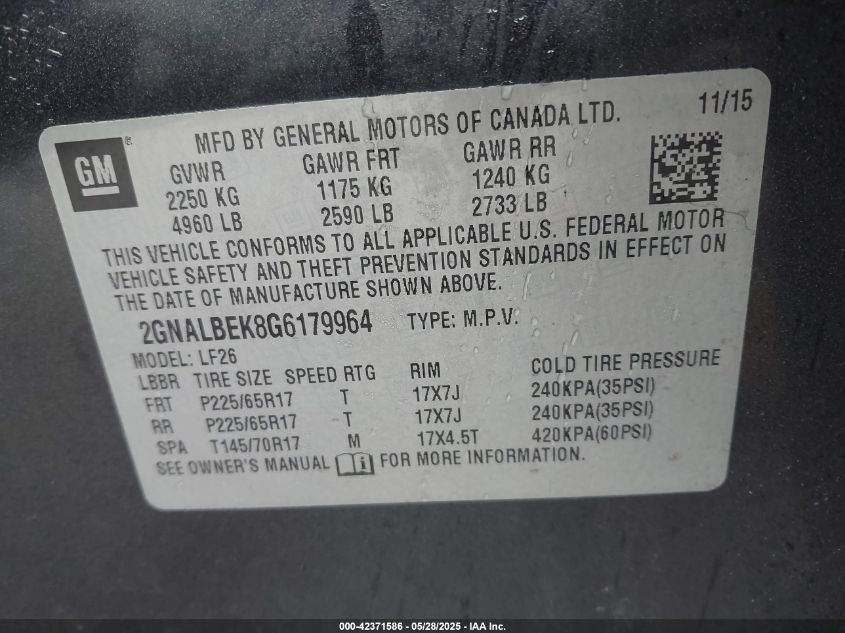 MFD BY GENERAL MOTORS OF CANADA LTD. 11/15
GM®
GVWR GAWR FRT GAWR RR
2250 KG 1175 KG 1240 KG
4960 LB 2590 LB 2733 LB
THIS VEHICLE CONFORMS TO ALL APPLICABLE U.S. FEDERAL MOTOR
VEHICLE SAFETY AND THEFT PREVENTION STANDARDS IN EFFECT ON
THE DATE OF MANUFACTURE SHOWN ABOVE.
2GNALBEK8G6179964 TYPE: M.P.V.
MODEL: LF26
LBBR TIRE SIZE SPEED RTG RIM COLD TIRE PRESSURE
FRT P225/65R17 T 17X7J 240KPA(35PSI)
RR P225/65R17 T 17X7J 240KPA(35PSI)
SPA T145/70R17 M 17X4.5T 420KPA(60PSI)
SEE OWNER'S MANUAL FOR MORE INFORMATION.
000-42371586 — 05/28/2025 — IAA Inc.